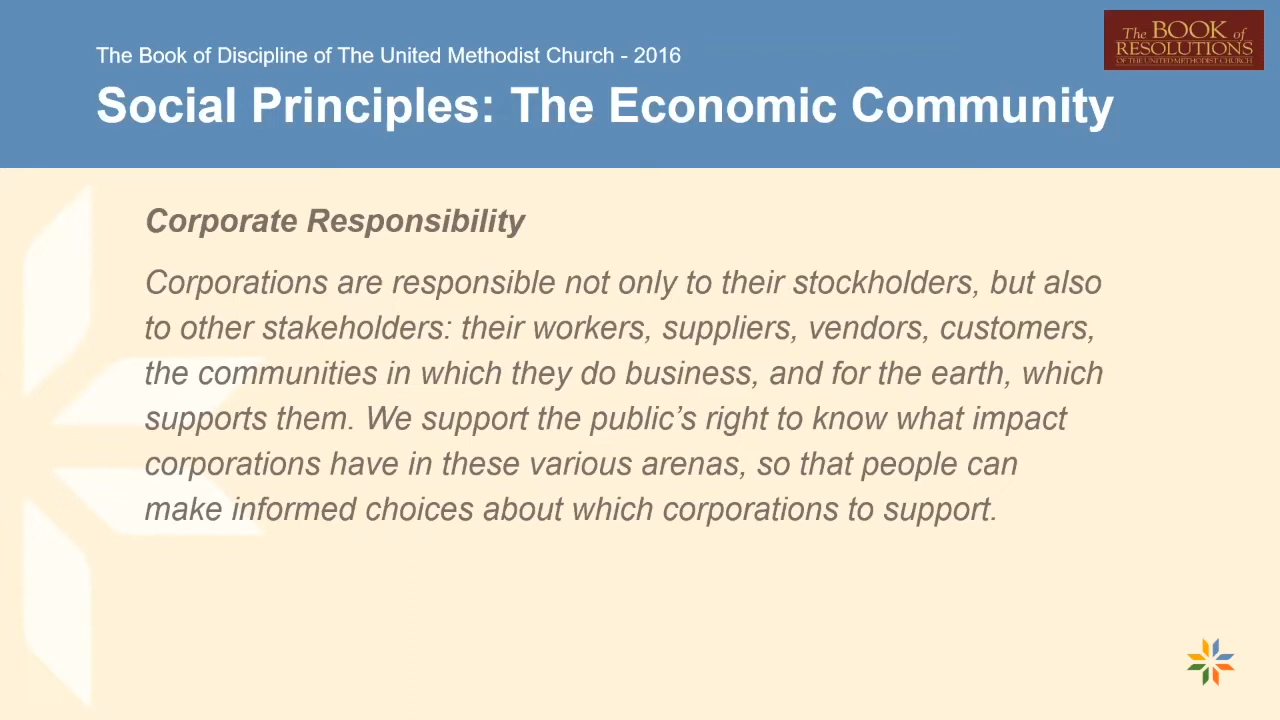 The Book of Discipline of The United Methodist Church - 2016
The BOOK of
RESOLUTIONS
OF THE UNITED METHODIST CHURCH
Social Principles: The Economic Community
Corporate Responsibility
Corporations are responsible not only to their stockholders, but also
to other stakeholders: their workers, suppliers, vendors, customers,
the communities in which they do business, and for the earth, which
supports them. We support the public’s right to know what impact
corporations have in these various arenas, so that people can
make informed choices about which corporations to support.